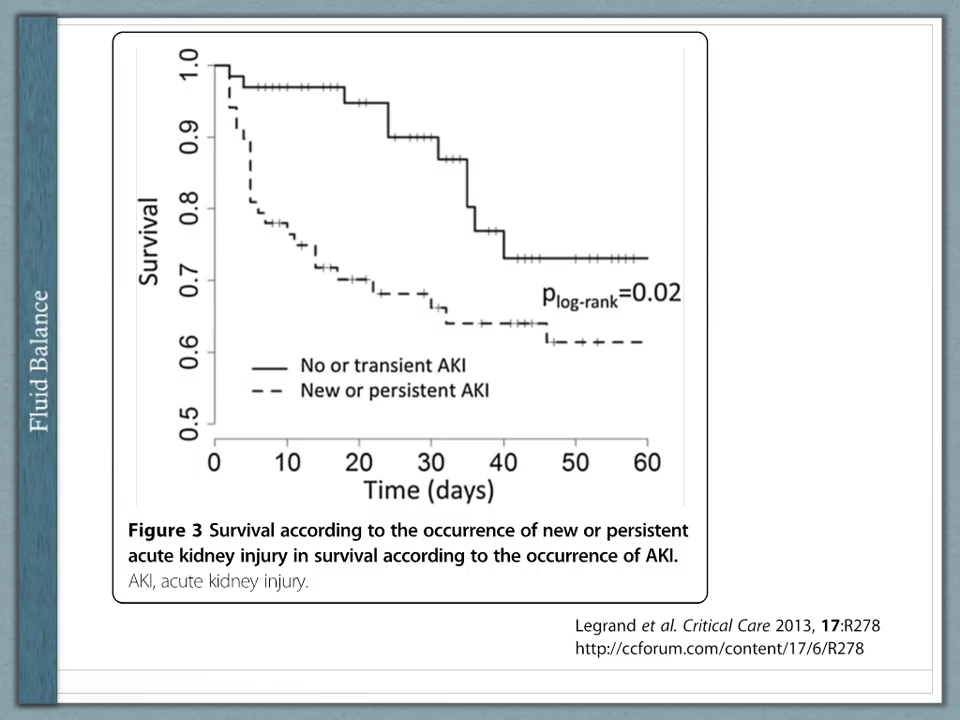 Fluid Balance
1.0
0.9
0.8
0.7
0.6
0.5
Survival
plog-rank=0.02
No or transient AKI
New or persistent AKI
0 10 20 30 40 50 60
Time (days)
Figure 3 Survival according to the occurrence of new or persistent
acute kidney injury in survival according to the occurrence of AKI.
AKI, acute kidney injury.
Legrand et al. Critical Care 2013, 17:R278
http://ccforum.com/content/17/6/R278